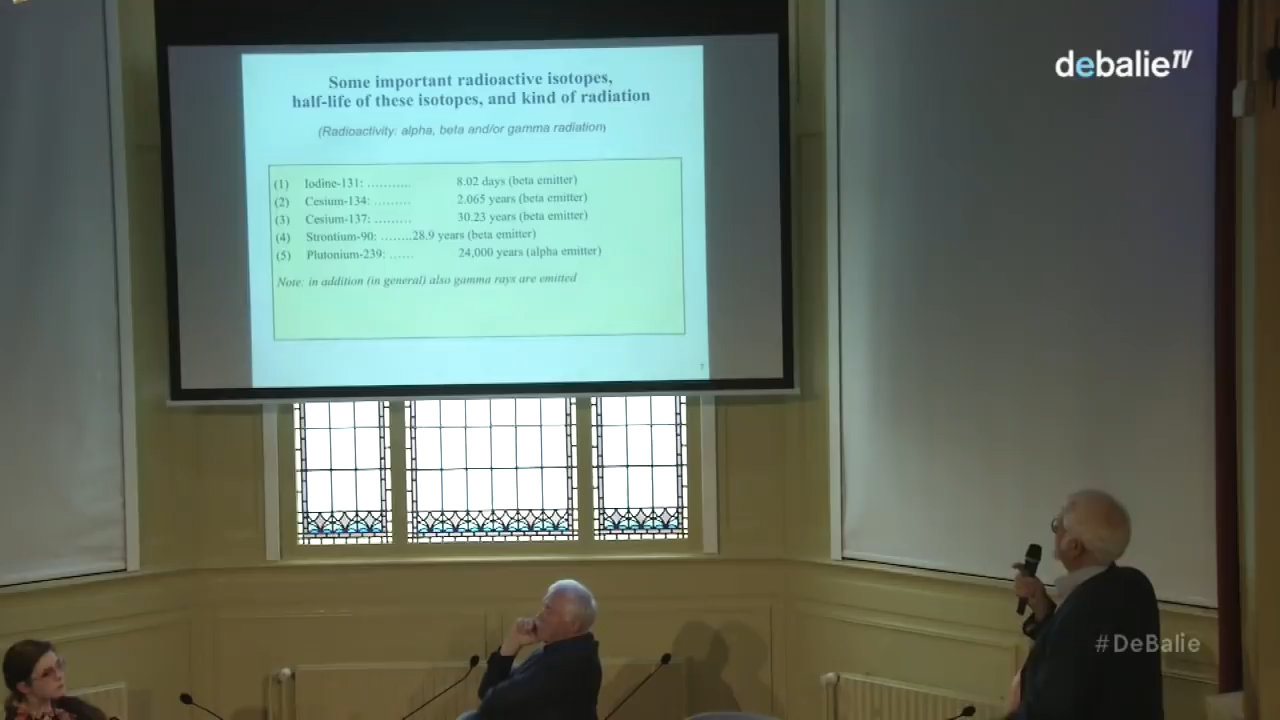 debalieTV
Some important radioactive isotopes,
half-life of these isotopes, and kind of radiation
(Radioactivity: alpha, beta and/or gamma radiation)
(1) Iodine-131: ........... 8.02 days (beta emitter)
(2) Cesium-134: ......... 2.065 years (beta emitter)
(3) Cesium-137: ......... 30.23 years (beta emitter)
(4) Strontium-90: ........28.9 years (beta emitter)
(5) Plutonium-239: ...... 24,000 years (alpha emitter)
Note: in addition (in general) also gamma rays are emitted
7
#DeBalie